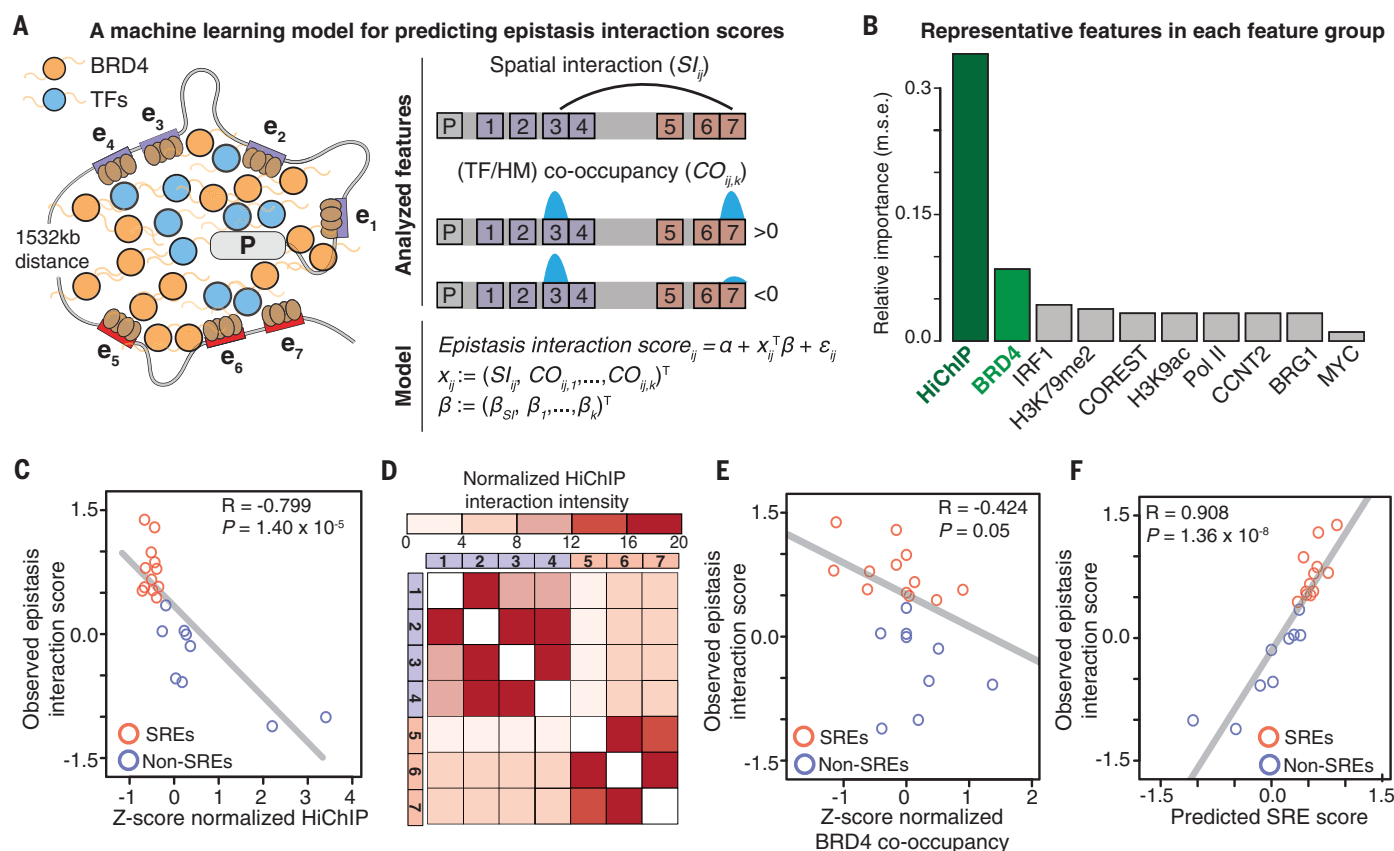 A
A machine learning model for predicting epistasis interaction scores
BRD4
TFs
e4
e3
e2
e1
1532kb
distance
P
e5
e6
e7
Analyzed features
Spatial interaction (SIij)
P 1 2 3 4 5 6 7
(TF/HM) co-occupancy (COij,k)
P 1 2 3 4 5 6 7 >0
P 1 2 3 4 5 6 7 <0
Model
Epistasis interaction scoreij = α + xijᵀβ + εij
xij := (SIij, COij,1,...,COij,k)ᵀ
β := (βSI, β1,...,βk)ᵀ
B
Representative features in each feature group
Relative importance (m.s.e.)
0.3
0.15
0.0
HiChIP
BRD4
IRF1
H3K79me2
COREST
H3K9ac
Pol II
CCNT2
BRG1
MYC
C
Observed epistasis
interaction score
1.5
0.0
-1.5
R = -0.799
P = 1.40 x 10⁻⁵
SREs
Non-SREs
-1 0 1 2 3 4
Z-score normalized HiChIP
D
Normalized HiChIP
interaction intensity
0 4 8 12 16 20
1 2 3 4 5 6 7
1
2
3
4
5
6
7
E
Observed epistasis
interaction score
1.5
0.0
-1.5
R = -0.424
P = 0.05
SREs
Non-SREs
-1 0 1 2
Z-score normalized
BRD4 co-occupancy
F
Observed epistasis
interaction score
1.5
0.0
-1.5
R = 0.908
P = 1.36 x 10⁻⁸
SREs
Non-SREs
-1.5 0.0 1.5
Predicted SRE score